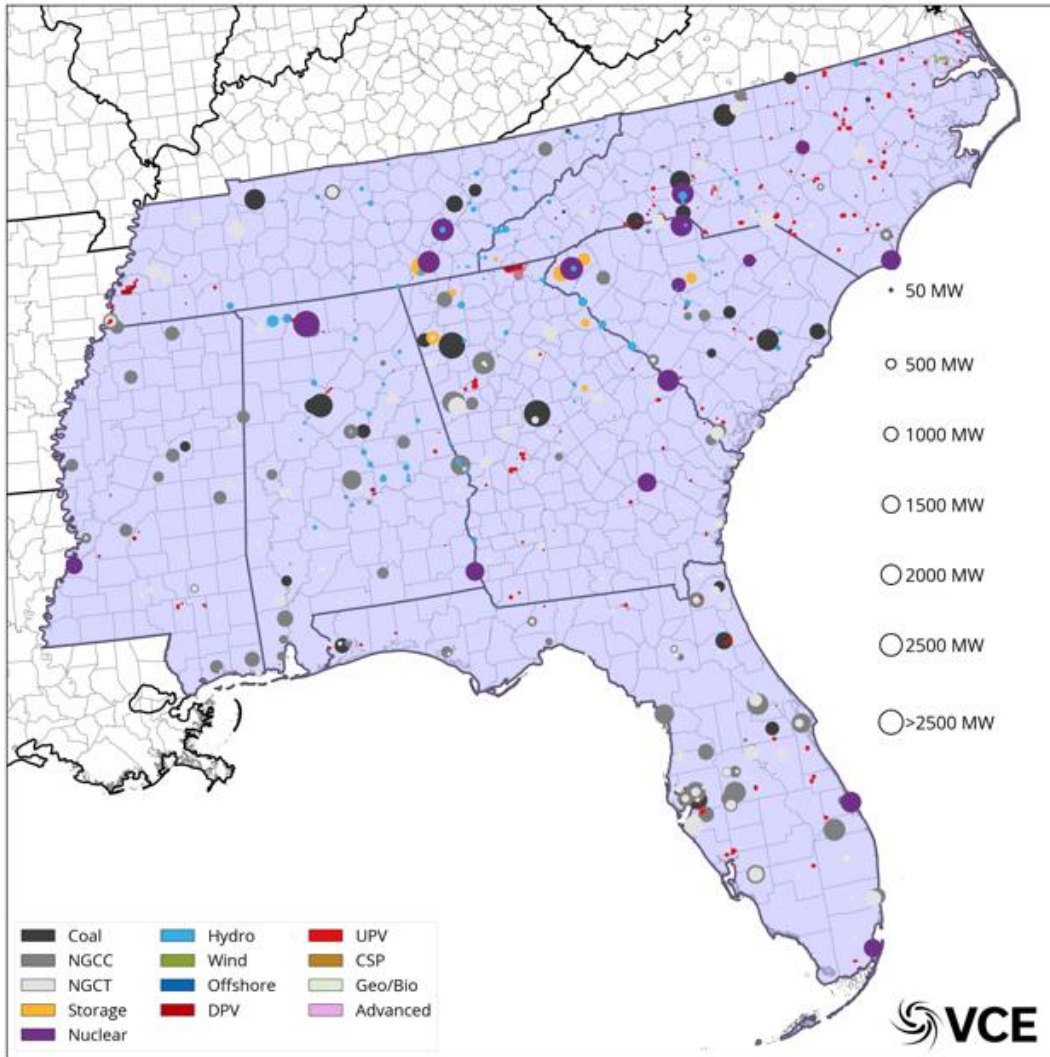 50 MW
500 MW
1000 MW
1500 MW
2000 MW
2500 MW
>2500 MW
Coal Hydro UPV
NGCC Wind CSP
NGCT Offshore Geo/Bio
Storage DPV Advanced
Nuclear
VCE